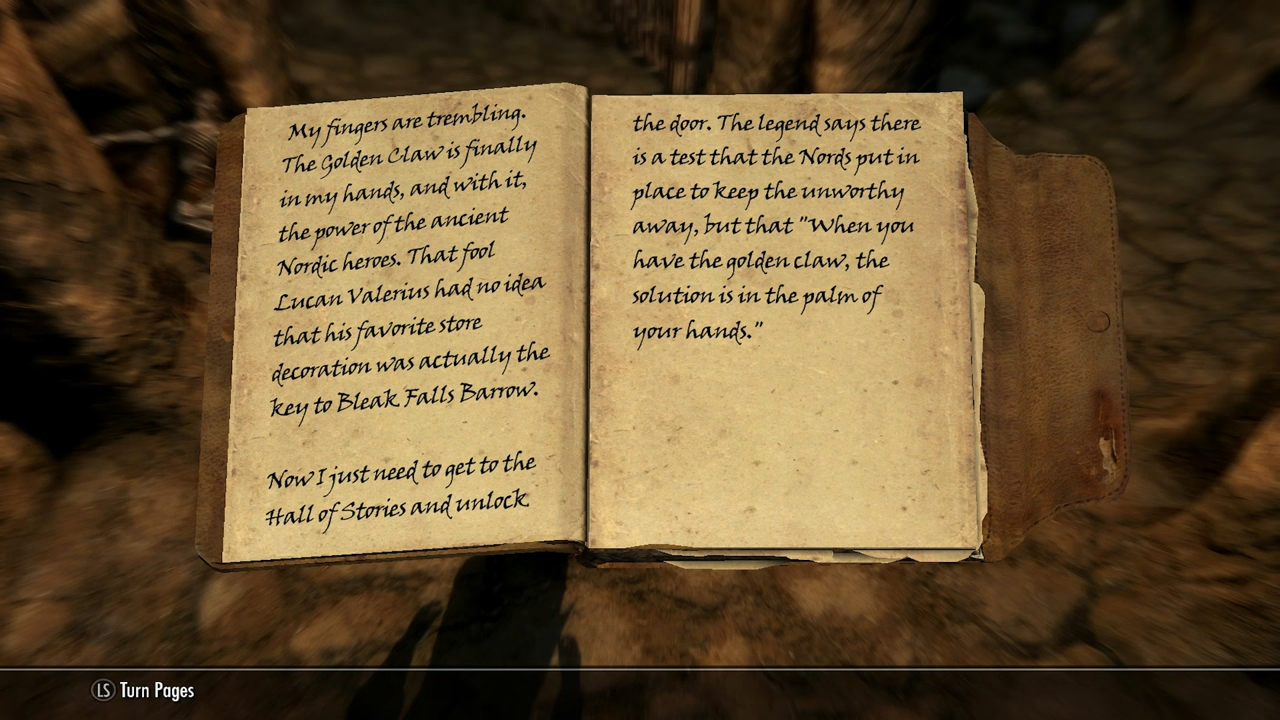 My fingers are trembling.
The Golden Claw is finally
in my hands, and with it,
the power of the ancient
Nordic heroes. That fool
Lucan Valerius had no idea
that his favorite store
decoration was actually the
key to Bleak Falls Barrow.
Now I just need to get to the
Hall of Stories and unlock
the door. The legend says there
is a test that the Nords put in
place to keep the unworthy
away, but that "When you
have the golden claw, the
solution is in the palm of
your hands."
LS Turn Pages